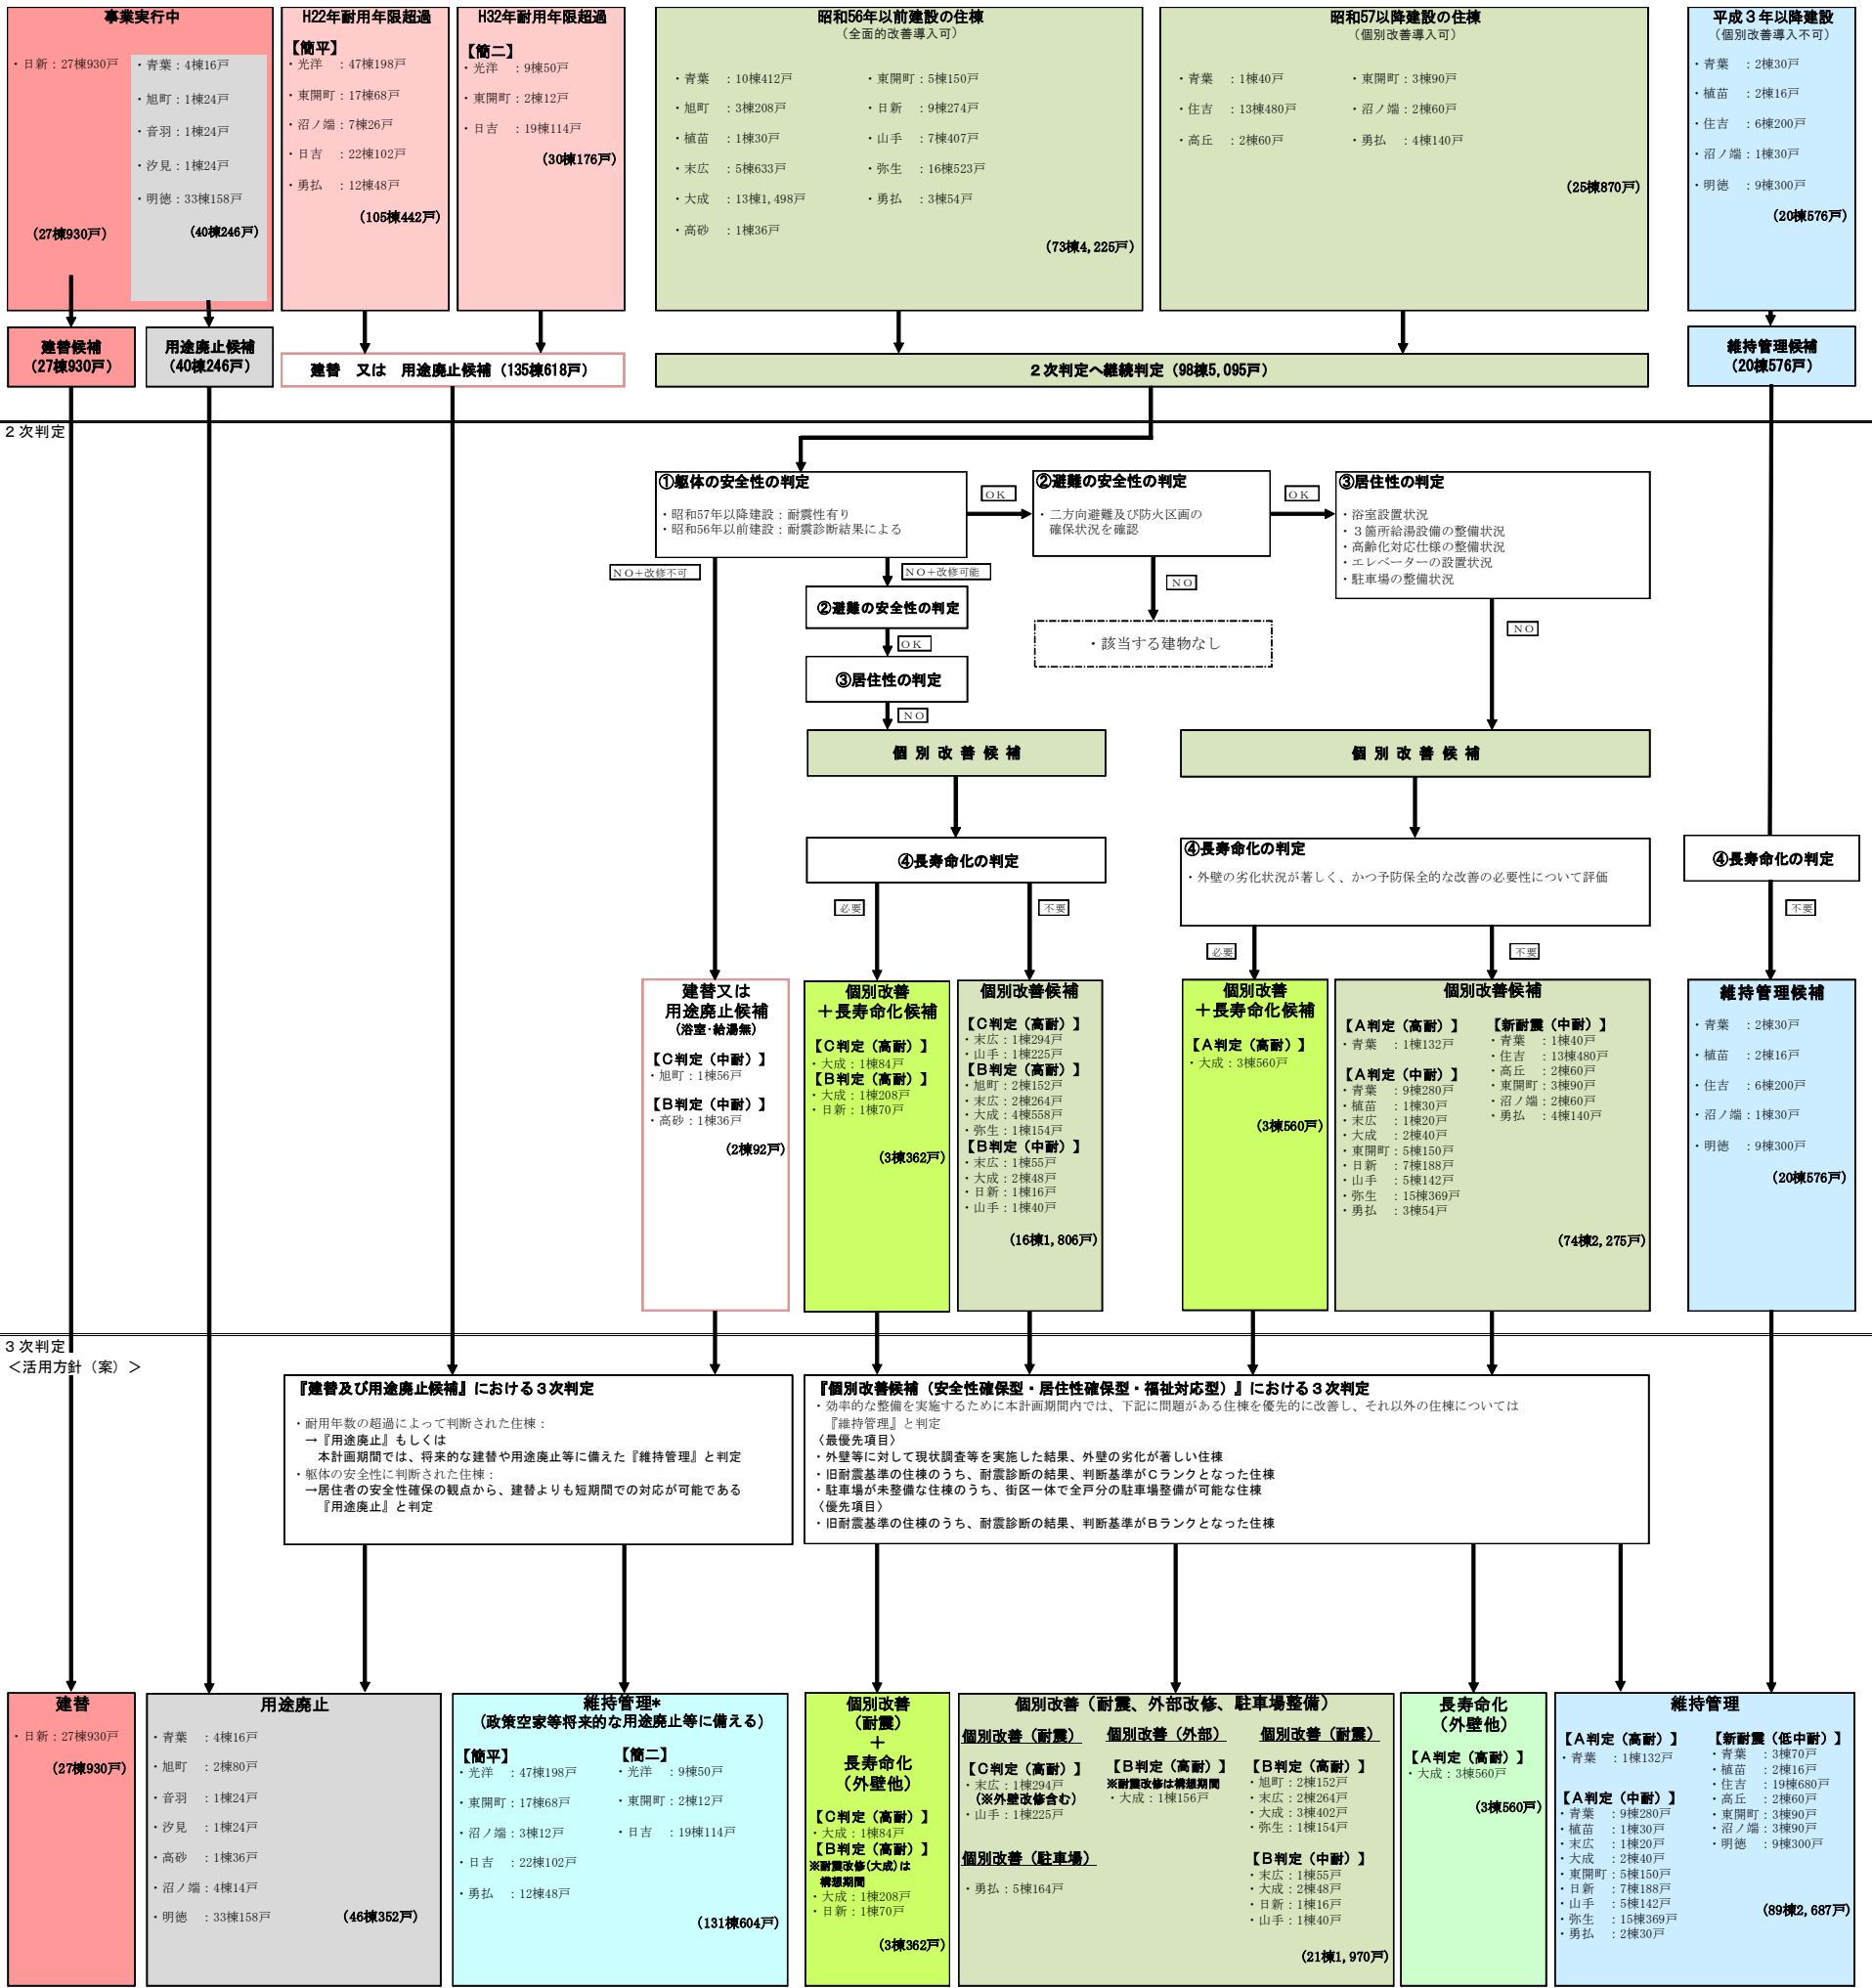 事業実行中
・日新：27棟930戸
(27棟930戸)
・青葉：4棟16戸
・旭町：1棟24戸
・音羽：1棟24戸
・汐見：1棟24戸
・明徳：33棟158戸
(40棟246戸)
H22年耐用年限超過
【簡平】
・光洋　：47棟198戸
・東開町：17棟68戸
・沼ノ端：7棟26戸
・日吉　：22棟102戸
・勇払　：12棟48戸
(105棟442戸)
H32年耐用年限超過
【簡二】
・光洋　：9棟50戸
・東開町：2棟12戸
・日吉　：19棟114戸
(30棟176戸)
昭和56年以前建設の住棟
（全面的改善導入可）
・青葉　：10棟412戸
・旭町　：3棟208戸
・植苗　：1棟30戸
・末広　：5棟633戸
・大成　：13棟1,498戸
・高砂　：1棟36戸
・東開町：5棟150戸
・日新　：9棟274戸
・山手　：7棟407戸
・弥生　：16棟523戸
・勇払　：3棟54戸
(73棟4,225戸)
昭和57以降建設の住棟
（個別改善導入可）
・青葉　：1棟40戸
・住吉　：13棟480戸
・高丘　：2棟60戸
・東開町：3棟90戸
・沼ノ端：2棟60戸
・勇払　：4棟140戸
(25棟870戸)
平成３年以降建設
（個別改善導入不可）
・青葉　：2棟30戸
・植苗　：2棟16戸
・住吉　：6棟200戸
・沼ノ端：1棟30戸
・明徳　：9棟300戸
(20棟576戸)
建替候補
(27棟930戸)
用途廃止候補
(40棟246戸)
建替　又は　用途廃止候補（135棟618戸）
２次判定へ継続判定（98棟5,095戸）
維持管理候補
(20棟576戸)
２次判定
①躯体の安全性の判定
・昭和57年以降建設：耐震性有り
・昭和56年以前建設：耐震診断結果による
OK
②避難の安全性の判定
・二方向避難及び防火区画の
確保状況を確認
OK
③居住性の判定
・浴室設置状況
・３箇所給湯設備の整備状況
・高齢化対応仕様の整備状況
・エレベーターの設置状況
・駐車場の整備状況
NO＋改修不可
NO＋改修可能
NO
②避難の安全性の判定
OK
・該当する建物なし
NO
③居住性の判定
NO
個別改善候補
個別改善候補
④長寿命化の判定
④長寿命化の判定
・外壁の劣化状況が著しく、かつ予防保全的な改善の必要性について評価
④長寿命化の判定
必要
不要
必要
不要
不要
建替又は
用途廃止候補
(浴室･給湯無)
【Ｃ判定（中耐）】
・旭町：1棟56戸
【Ｂ判定（中耐）】
・高砂：1棟36戸
(2棟92戸)
個別改善
＋長寿命化候補
【Ｃ判定（高耐）】
・大成：1棟84戸
【Ｂ判定（高耐）】
・大成：1棟208戸
・日新：1棟70戸
(3棟362戸)
個別改善候補
【Ｃ判定（高耐）】
・末広：1棟294戸
・山手：1棟225戸
【Ｂ判定（高耐）】
・旭町：2棟152戸
・末広：2棟264戸
・大成：4棟558戸
・弥生：1棟154戸
【Ｂ判定（中耐）】
・末広：1棟55戸
・大成：2棟48戸
・日新：1棟16戸
・山手：1棟40戸
(16棟1,806戸)
個別改善
＋長寿命化候補
【Ａ判定（高耐）】
・大成：3棟560戸
(3棟560戸)
個別改善候補
【Ａ判定（高耐）】
・青葉　：1棟132戸
【Ａ判定（中耐）】
・青葉　：9棟280戸
・植苗　：1棟30戸
・末広　：1棟20戸
・大成　：2棟40戸
・東開町：5棟150戸
・日新　：7棟188戸
・山手　：5棟142戸
・弥生　：15棟369戸
・勇払　：3棟54戸
【新耐震（中耐）】
・青葉　：1棟40戸
・住吉　：13棟480戸
・高丘　：2棟60戸
・東開町：3棟90戸
・沼ノ端：2棟60戸
・勇払　：4棟140戸
(74棟2,275戸)
維持管理候補
・青葉　：2棟30戸
・植苗　：2棟16戸
・住吉　：6棟200戸
・沼ノ端：1棟30戸
・明徳　：9棟300戸
(20棟576戸)
３次判定
＜活用方針（案）＞
『建替及び用途廃止候補』における３次判定
・耐用年数の超過によって判断された住棟：
→『用途廃止』もしくは
本計画期間では、将来的な建替や用途廃止等に備えた『維持管理』と判定
・躯体の安全性に判断された住棟：
→居住者の安全性確保の観点から、建替よりも短期間での対応が可能である
『用途廃止』と判定
『個別改善候補（安全性確保型・居住性確保型・福祉対応型）』における３次判定
・効率的な整備を実施するために本計画期間内では、下記に問題がある住棟を優先的に改善し、それ以外の住棟については
『維持管理』と判定
〈最優先項目〉
・外壁等に対して現状調査等を実施した結果、外壁の劣化が著しい住棟
・旧耐震基準の住棟のうち、耐震診断の結果、判断基準がＣランクとなった住棟
・駐車場が未整備な住棟のうち、街区一体で全戸分の駐車場整備が可能な住棟
〈優先項目〉
・旧耐震基準の住棟のうち、耐震診断の結果、判断基準がＢランクとなった住棟
建替
・日新：27棟930戸
(27棟930戸)
用途廃止
・青葉　：4棟16戸
・旭町　：2棟80戸
・音羽　：1棟24戸
・汐見　：1棟24戸
・高砂　：1棟36戸
・沼ノ端：4棟14戸
・明徳　：33棟158戸
(46棟352戸)
維持管理*
（政策空家等将来的な用途廃止等に備える）
【簡平】
・光洋　：47棟198戸
・東開町：17棟68戸
・沼ノ端：3棟12戸
・日吉　：22棟102戸
・勇払　：12棟48戸
【簡二】
・光洋　：9棟50戸
・東開町：2棟12戸
・日吉　：19棟114戸
(131棟604戸)
個別改善
（耐震）
＋
長寿命化
（外壁他）
【Ｃ判定（高耐）】
・大成：1棟84戸
【Ｂ判定（高耐）】
※耐震改修(大成)は
構想期間
・大成：1棟208戸
・日新：1棟70戸
(3棟362戸)
個別改善（耐震、外部改修、駐車場整備）
個別改善（耐震）
【Ｃ判定（高耐）】
・末広：1棟294戸
（※外壁改修含む）
・山手：1棟225戸
個別改善（駐車場）
・勇払：5棟164戸
個別改善（外部）
【Ｂ判定（高耐）】
※耐震改修は構想期間
・大成：1棟156戸
個別改善（耐震）
【Ｂ判定（高耐）】
・旭町：2棟152戸
・末広：2棟264戸
・大成：3棟402戸
・弥生：1棟154戸
【Ｂ判定（中耐）】
・末広：1棟55戸
・大成：2棟48戸
・日新：1棟16戸
・山手：1棟40戸
(21棟1,970戸)
長寿命化
（外壁他）
【Ａ判定（高耐）】
・大成：3棟560戸
(3棟560戸)
維持管理
【Ａ判定（高耐）】
・青葉　：1棟132戸
【Ａ判定（中耐）】
・青葉　：9棟280戸
・植苗　：1棟30戸
・末広　：1棟20戸
・大成　：2棟40戸
・東開町：5棟150戸
・日新　：7棟188戸
・山手　：5棟142戸
・弥生　：15棟369戸
・勇払　：2棟30戸
【新耐震（低中耐）】
・青葉　：3棟70戸
・植苗　：2棟16戸
・住吉　：19棟680戸
・高丘　：2棟60戸
・東開町：3棟90戸
・沼ノ端：3棟90戸
・明徳　：9棟300戸
(89棟2,687戸)